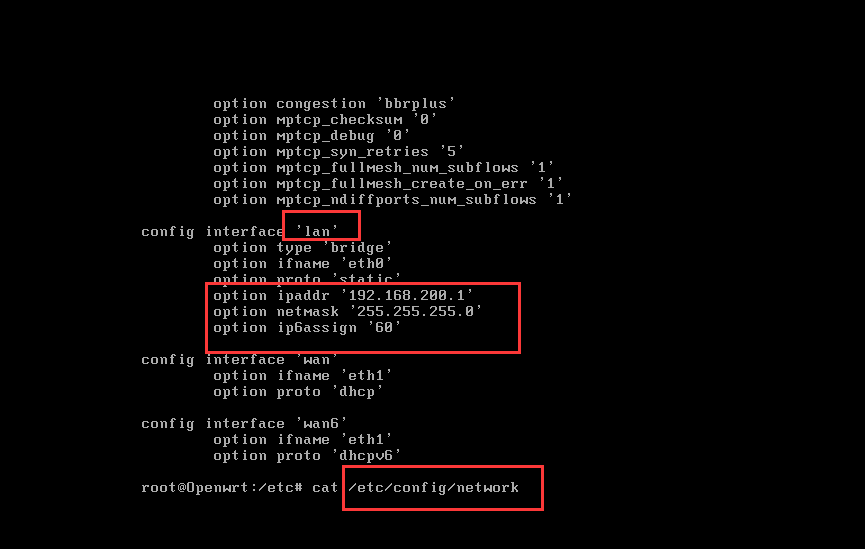 option congestion 'bbrplus'
option mptcp_checksum '0'
option mptcp_debug '0'
option mptcp_syn_retries '5'
option mptcp_fullmesh_num_subflows '1'
option mptcp_fullmesh_create_on_err '1'
option mptcp_ndiffports_num_subflows '1'
config interface 'lan'
option type 'bridge'
option ifname 'eth0'
option proto 'static'
option ipaddr '192.168.200.1'
option netmask '255.255.255.0'
option ip6assign '60'
config interface 'wan'
option ifname 'eth1'
option proto 'dhcp'
config interface 'wan6'
option ifname 'eth1'
option proto 'dhcpv6'
root@Openwrt:/etc# cat /etc/config/network